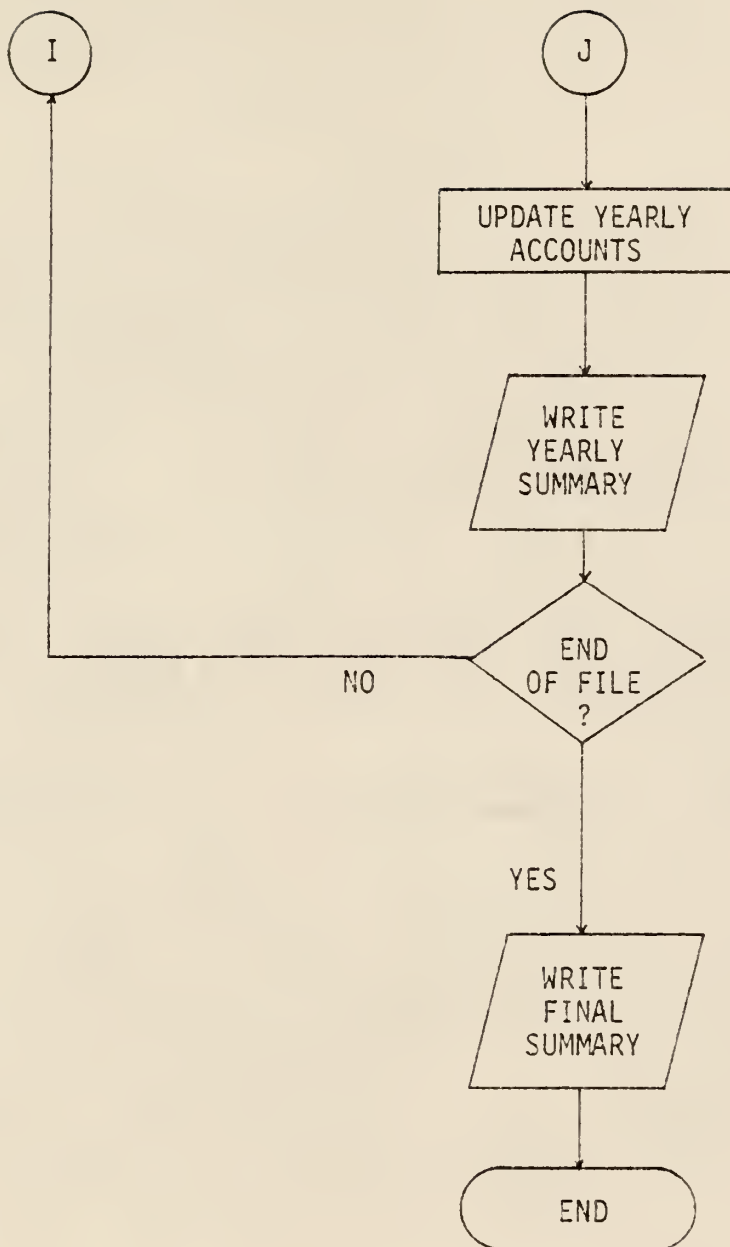 I
J
UPDATE YEARLY
ACCOUNTS
WRITE
YEARLY
SUMMARY
END
OF FILE
?
NO
YES
WRITE
FINAL
SUMMARY
END